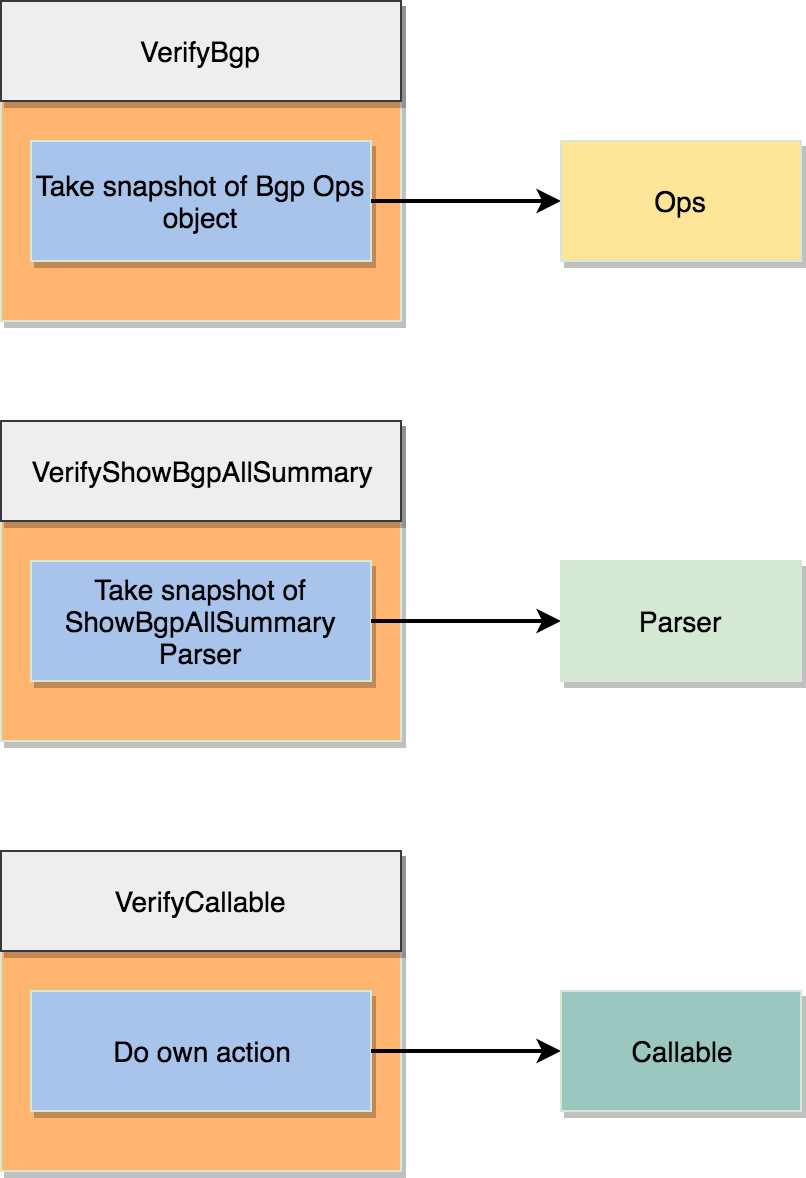 VerifyBgp
Take snapshot of Bgp Ops
object
Ops
VerifyShowBgpAllSummary
Take snapshot of
ShowBgpAllSummary
Parser
Parser
VerifyCallable
Do own action
Callable